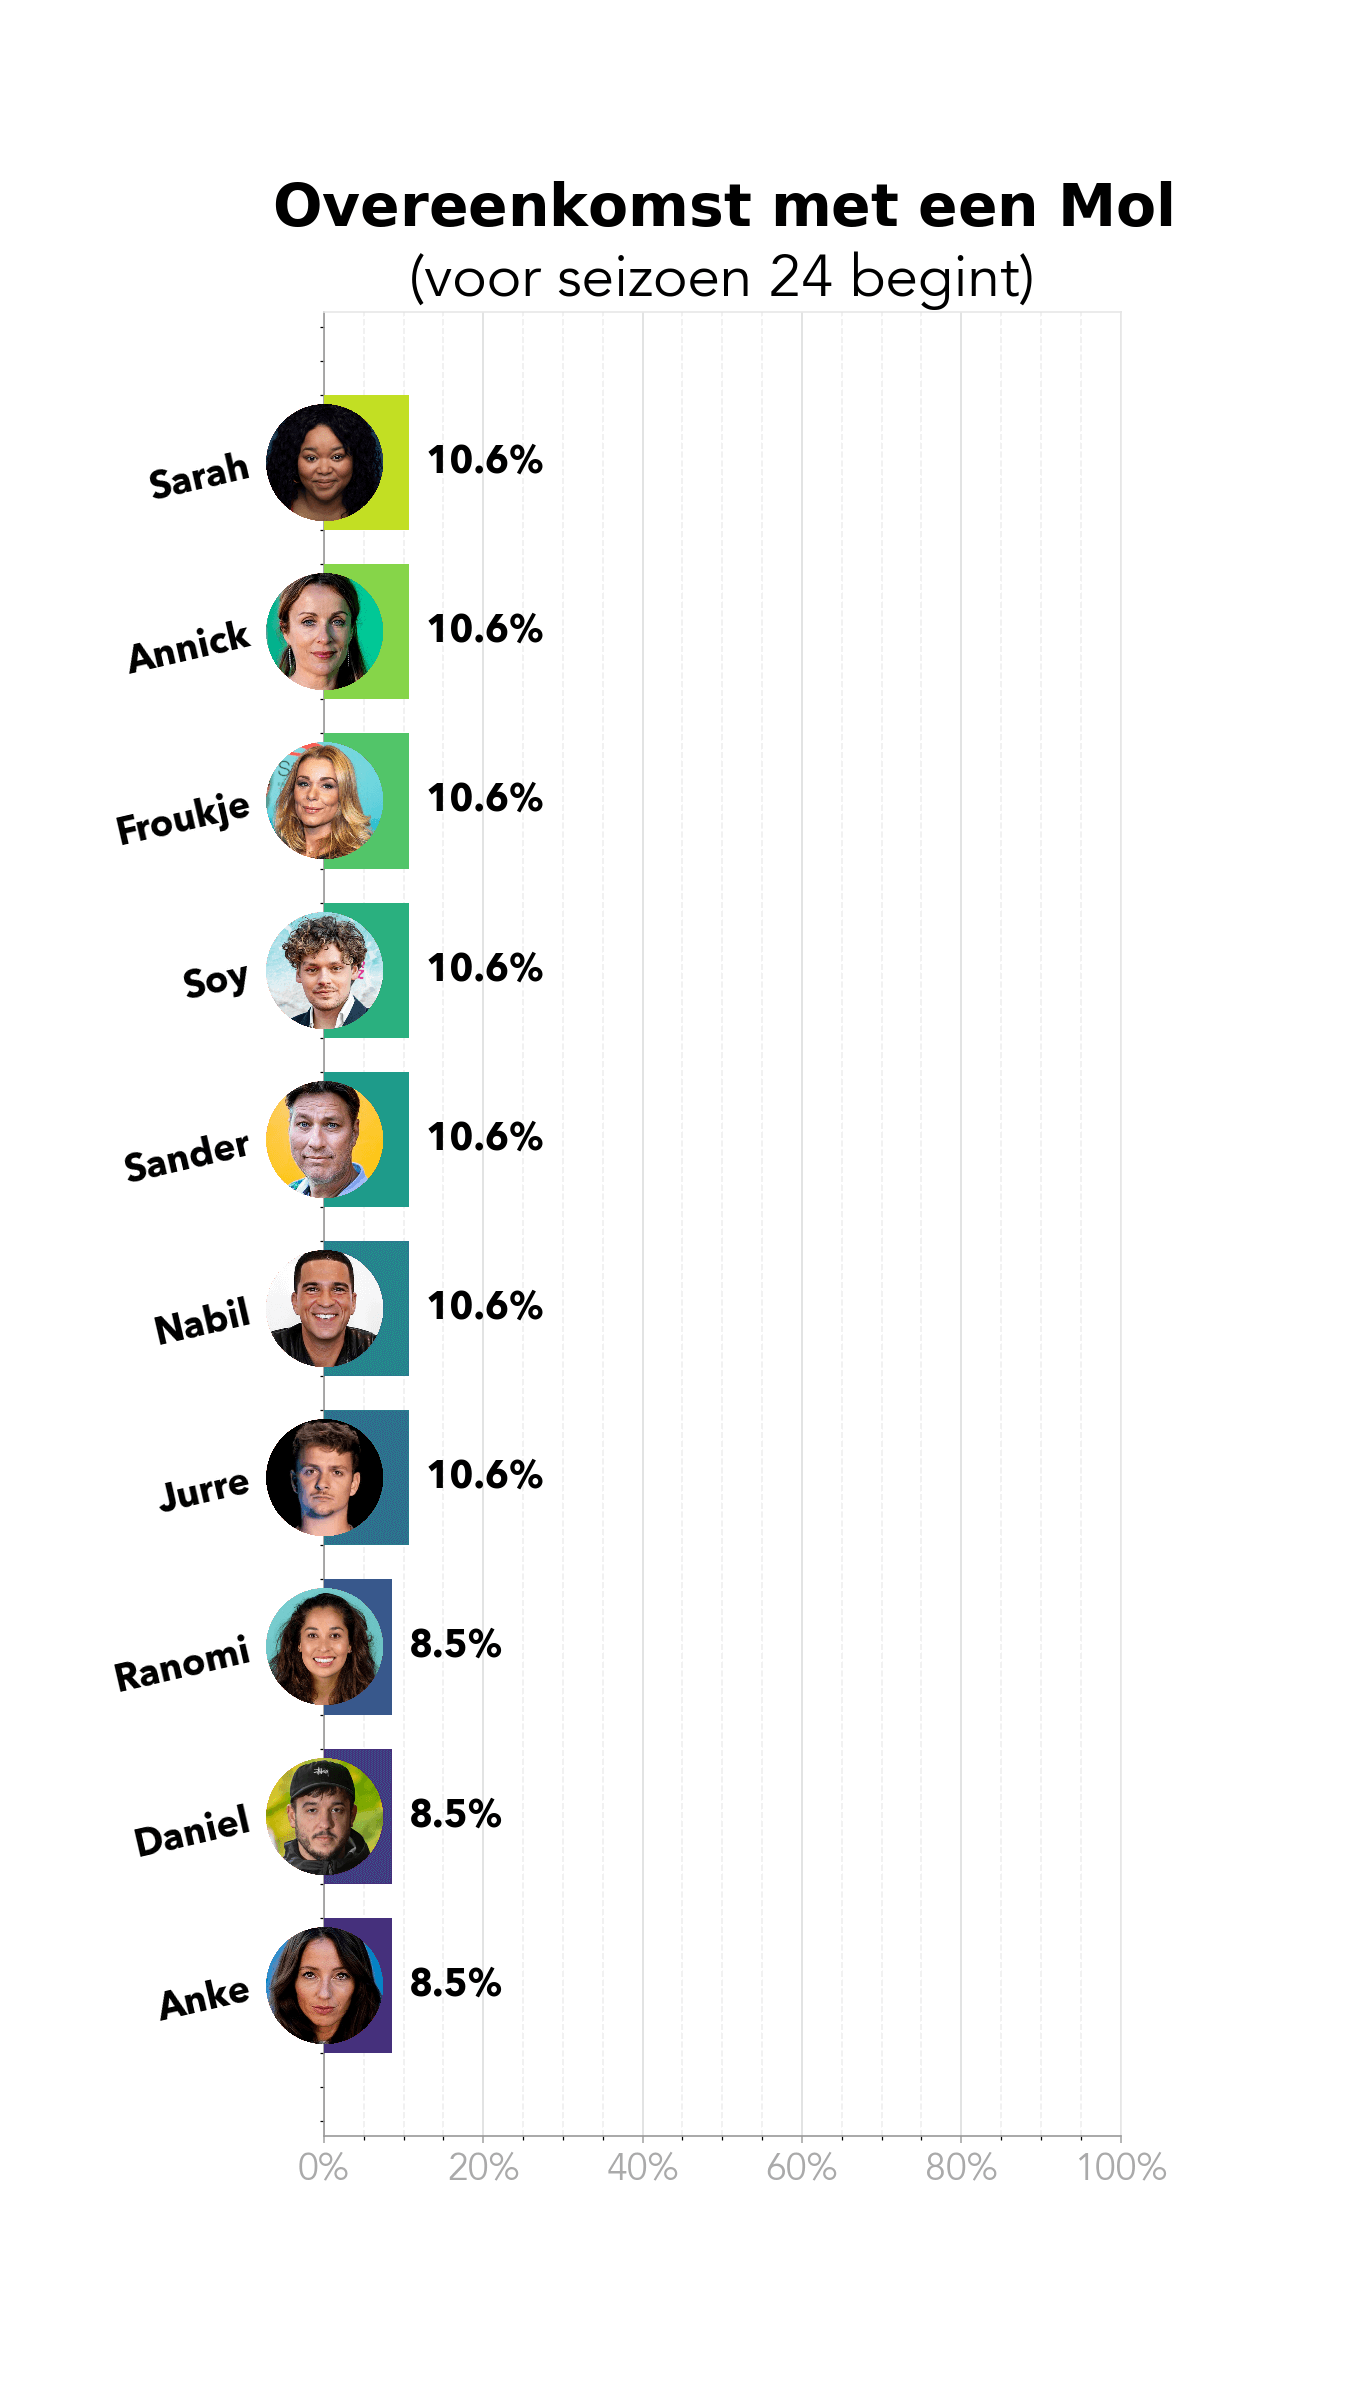 Overeenkomst met een Mol
(voor seizoen 24 begint)
Sarah 10.6%
Annick 10.6%
Froukje 10.6%
Soy 10.6%
Sander 10.6%
Nabil 10.6%
Jurre 10.6%
Ranomi 8.5%
Daniel 8.5%
Anke 8.5%
0% 20% 40% 60% 80% 100%